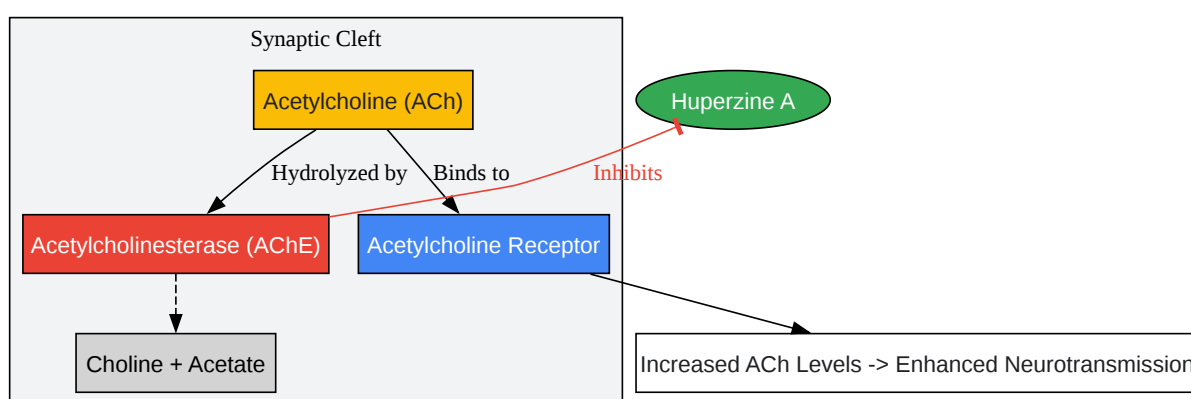 Synaptic Cleft
Acetylcholine (ACh)
Huperzine A
Hydrolyzed by
Binds to
Inhibits
Acetylcholinesterase (AChE)
Acetylcholine Receptor
Choline + Acetate
Increased ACh Levels -> Enhanced Neurotransmission